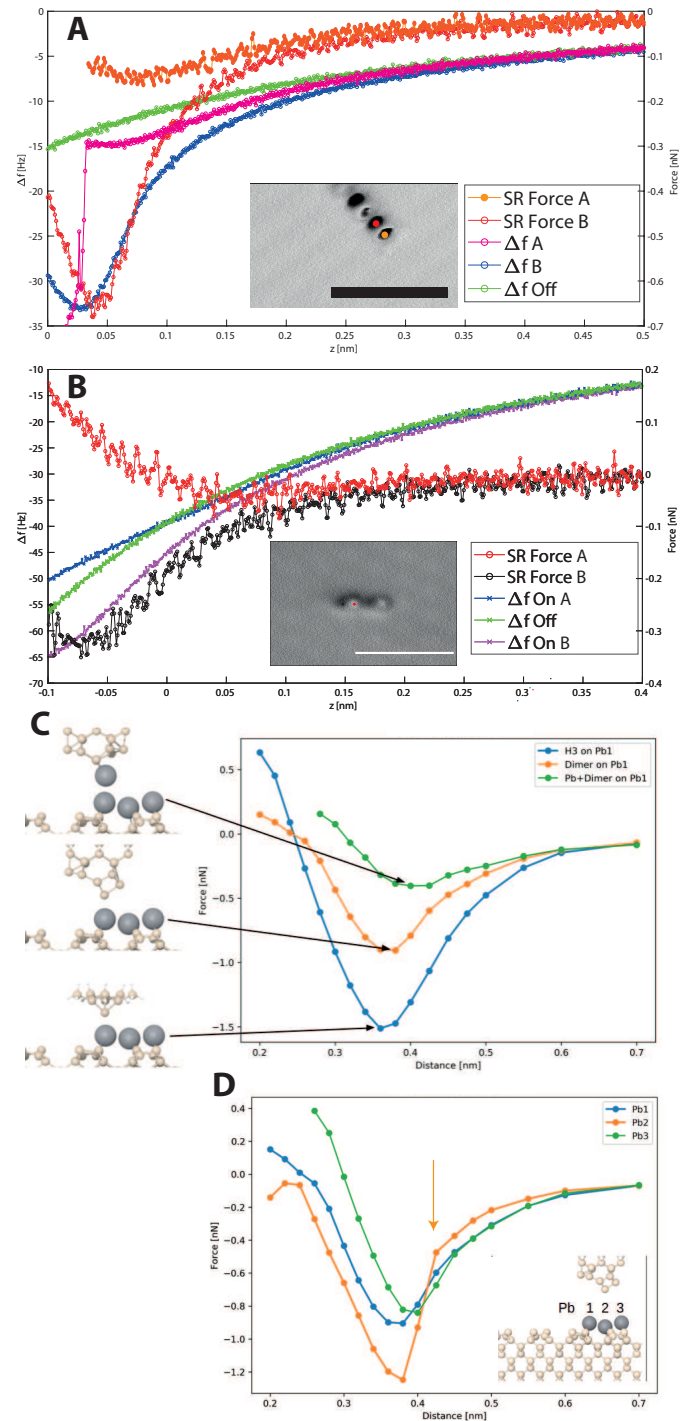 A
0
-5
-10
-15
-20
-25
-30
-35
Δf [Hz]
0
-0.1
-0.2
-0.3
-0.4
-0.5
-0.6
-0.7
Force [nN]
SR Force A
SR Force B
Δf A
Δf B
Δf Off
0 0.05 0.1 0.15 0.2 0.25 0.3 0.35 0.4 0.45 0.5
z [nm]
B
-10
-15
-20
-25
-30
-35
-40
-45
-50
-55
-60
-65
-70
Δf [Hz]
0.2
0.1
0
-0.1
-0.2
-0.3
-0.4
Force [nN]
SR Force A
SR Force B
Δf On A
Δf Off
Δf On B
-0.1 -0.05 0 0.05 0.1 0.15 0.2 0.25 0.3 0.35 0.4
z [nm]
C
H3 on Pb1
Dimer on Pb1
Pb+Dimer on Pb1
0.5
0.0
−0.5
−1.0
−1.5
Force [nN]
0.2 0.3 0.4 0.5 0.6 0.7
Distance [nm]
D
Pb1
Pb2
Pb3
0.4
0.2
0.0
−0.2
−0.4
−0.6
−0.8
−1.0
−1.2
Force [nN]
Pb 1 2 3
0.2 0.3 0.4 0.5 0.6 0.7
Distance [nm]